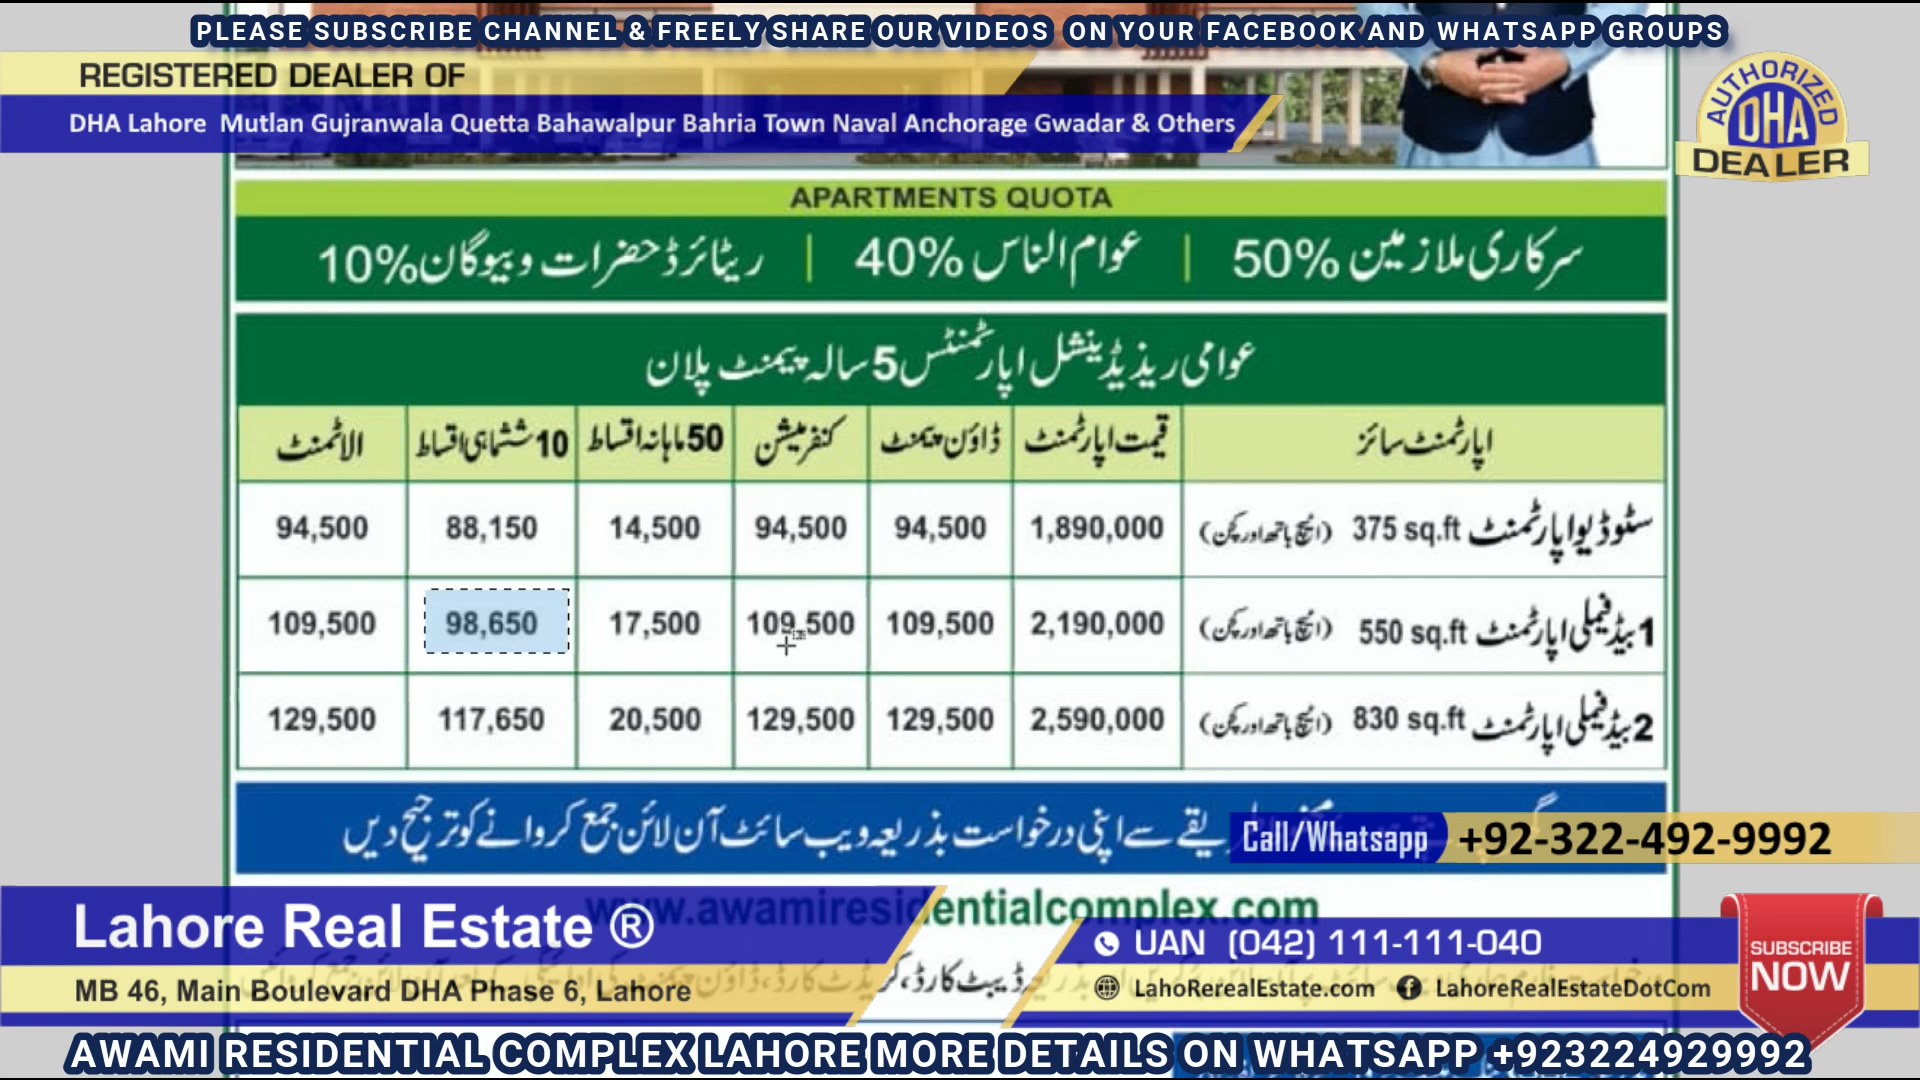 PLEASE SUBSCRIBE CHANNEL & FREELY SHARE OUR VIDEOS ON YOUR FACEBOOK AND WHATSAPP GROUPS
REGISTERED DEALER OF
DHA Lahore Mutlan Gujranwala Quetta Bahawalpur Bahria Town Naval Anchorage Gwadar & Others
AUTHORIZED
DHA
DEALER
APARTMENTS QUOTA
سرکاری ملازمین 50% | عوام الناس 40% | ریٹائرڈ حضرات و بیوگان 10%
عوامی ریذیڈینشل اپارٹمنٹس 5 سالہ پیمنٹ پلان
اپارٹمنٹ سائز قیمت اپارٹمنٹ ڈاؤن پیمنٹ کنفرمیشن 50 ماہانہ اقساط 10 ششماہی اقساط الاٹمنٹ
سٹوڈیو اپارٹمنٹ 375 sq.ft (اٹیچ باتھ اور کچن) 1,890,000 94,500 94,500 14,500 88,150 94,500
1 بیڈ فیملی اپارٹمنٹ 550 sq.ft (اٹیچ باتھ اور کچن) 2,190,000 109,500 109,500 17,500 98,650 109,500
2 بیڈ فیملی اپارٹمنٹ 830 sq.ft (اٹیچ باتھ اور کچن) 2,590,000 129,500 129,500 20,500 117,650 129,500
سے اپنی درخواست بذریعہ ویب سائٹ آن لائن جمع کروانے کو ترجیح دیں
Call/Whatsapp +92-322-492-9992
www.awamiresidentialcomplex.com
Lahore Real Estate ®
UAN (042) 111-111-040
ڈیبٹ کارڈ،
MB 46, Main Boulevard DHA Phase 6, Lahore
LahoRerealEstate.com LahoreRealEstateDotCom
SUBSCRIBE
NOW
AWAMI RESIDENTIAL COMPLEX LAHORE MORE DETAILS ON WHATSAPP +923224929992